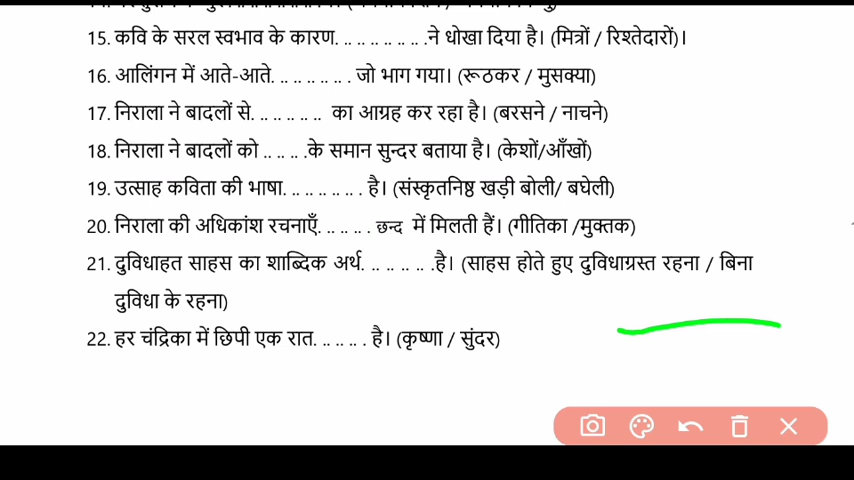 15. कवि के सरल स्वभाव के कारण. .. .. .. .. .. .. .ने धोखा दिया है। (मित्रों / रिश्तेदारों)।
16. आलिंगन में आते-आते. .. .. .. .. .. . जो भाग गया। (रूठकर / मुसक्या)
17. निराला ने बादलों से. .. .. .. .. .. का आग्रह कर रहा है। (बरसने / नाचने)
18. निराला ने बादलों को .. .. .. .के समान सुन्दर बताया है। (केशों/आँखों)
19. उत्साह कविता की भाषा. .. .. .. .. .. . है। (संस्कृतनिष्ठ खड़ी बोली/ बघेली)
20. निराला की अधिकांश रचनाएँ. .. .. .. . छन्द में मिलती हैं। (गीतिका /मुक्तक)
21. दुविधाहत साहस का शाब्दिक अर्थ. .. .. .. .. .है। (साहस होते हुए दुविधाग्रस्त रहना / बिना
दुविधा के रहना)
22. हर चंद्रिका में छिपी एक रात. .. .. .. . है। (कृष्णा / सुंदर)